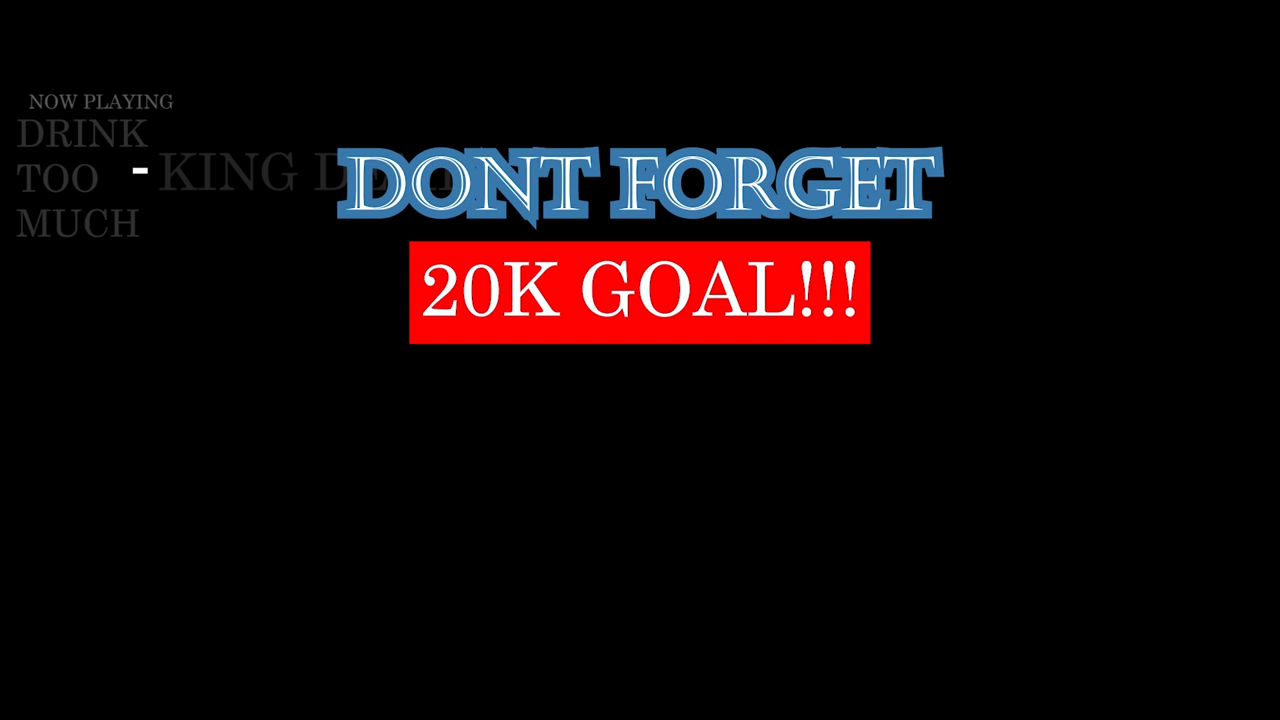 NOW PLAYING
DRINK
TOO
MUCH
- KING
DONT FORGET
20K GOAL!!!